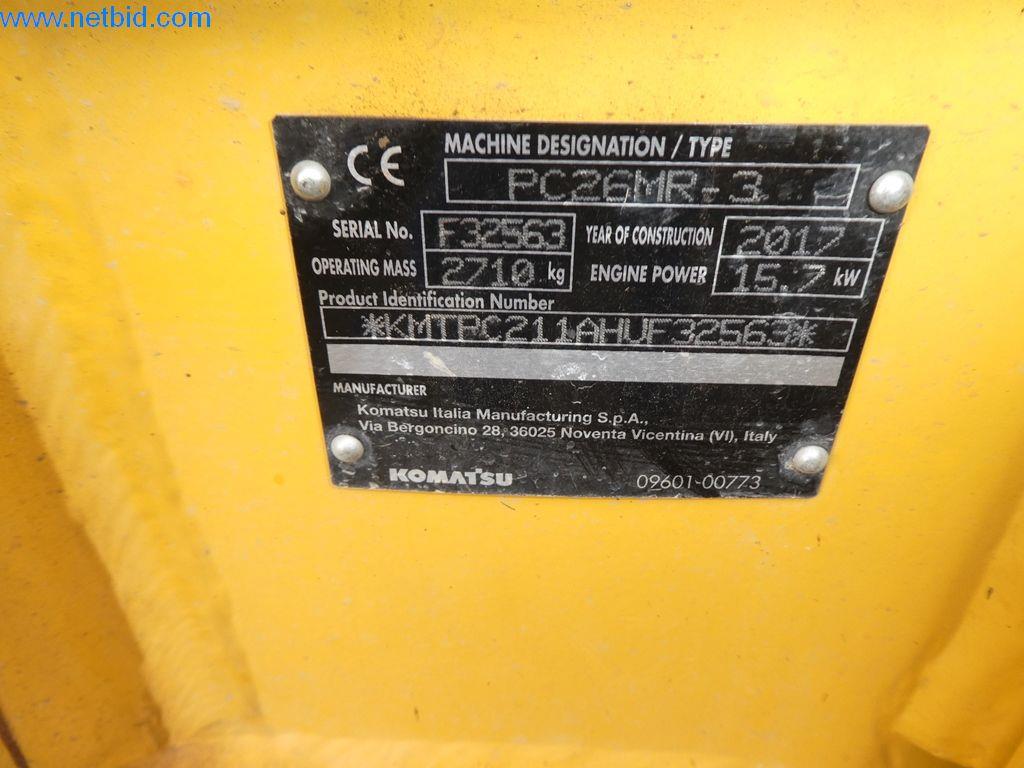 www.netbid.com
CE
MACHINE DESIGNATION / TYPE
PC26MR-3
SERIAL No. F32563 YEAR OF CONSTRUCTION 2017
OPERATING MASS 2710 kg ENGINE POWER 15.7 kW
Product Identification Number
*KMTPC211AHVF32563*
MANUFACTURER
Komatsu Italia Manufacturing S.p.A.,
Via Bergoncino 28, 36025 Noventa Vicentina (VI), Italy
KOMATSU 09601-00773